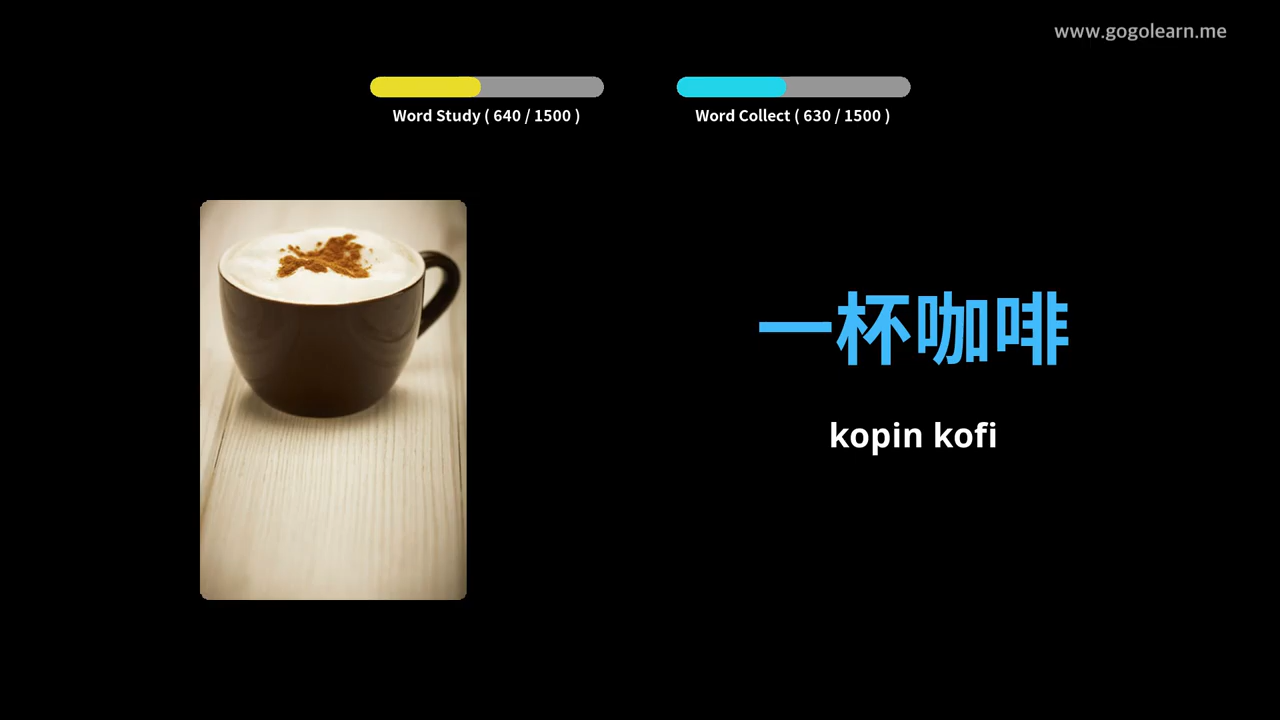 www.gogolearn.me
Word Study ( 640 / 1500 )
Word Collect ( 630 / 1500 )
一杯咖啡
kopin kofi